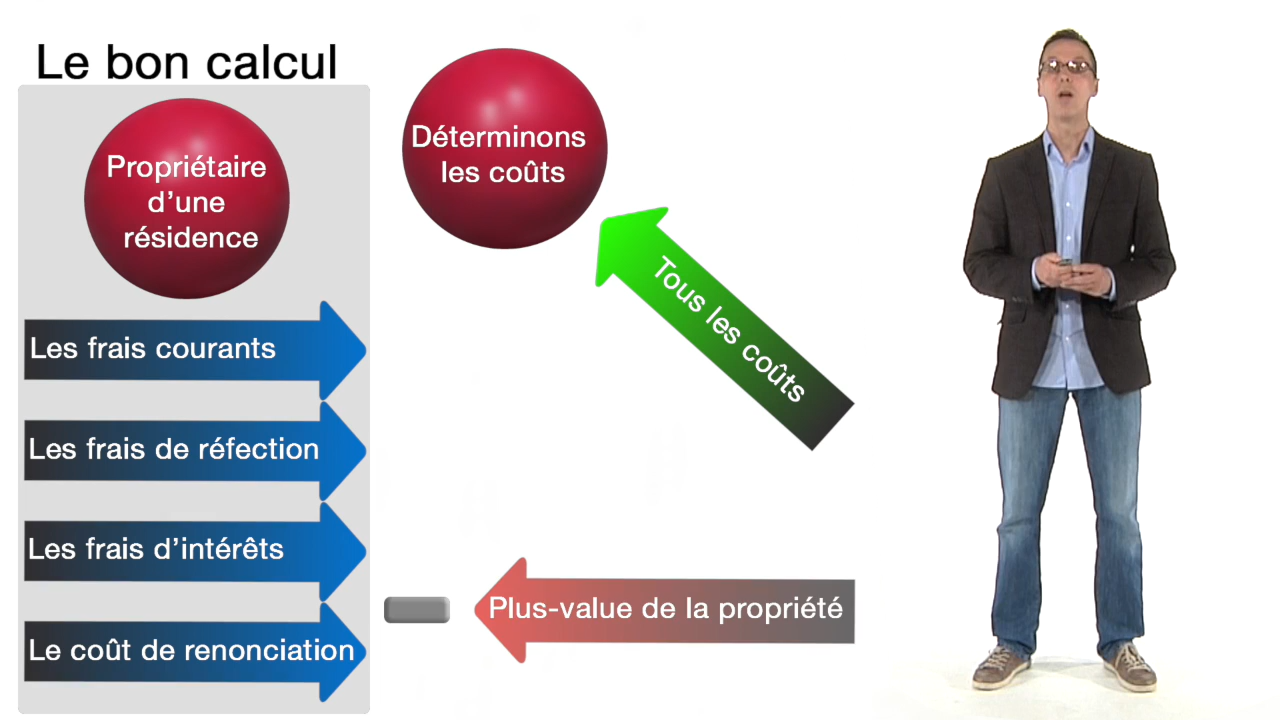 Le bon calcul
Propriétaire
d’une
résidence
Déterminons
les coûts
Tous les coûts
Les frais courants
Les frais de réfection
Les frais d’intérêts
Le coût de renonciation
Plus-value de la propriété